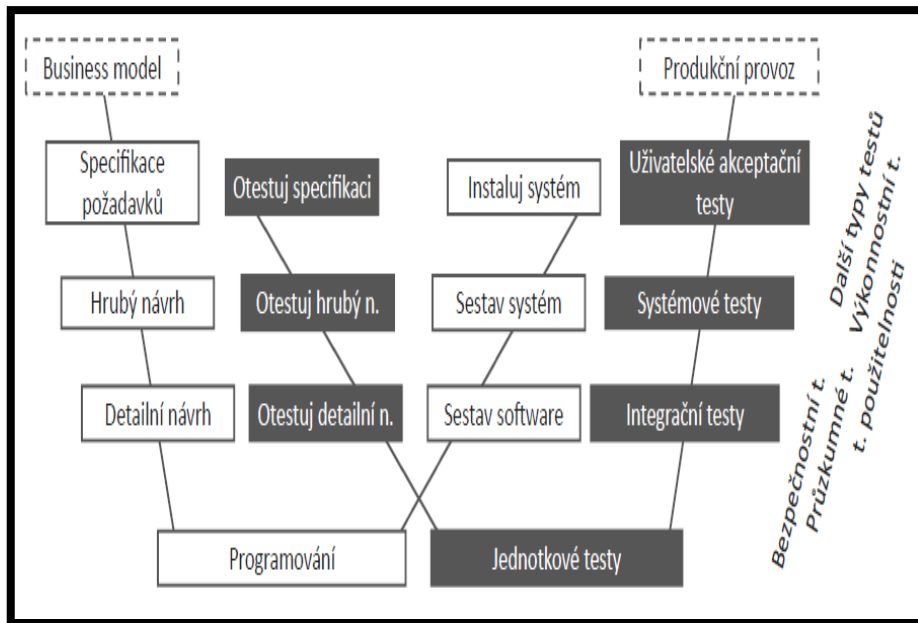 Business model
Produkční provoz
Specifikace
požadavků
Otestuj specifikaci
Instaluj systém
Uživatelské akceptační
testy
Hrubý návrh
Otestuj hrubý n.
Sestav systém
Systémové testy
Detailní návrh
Otestuj detailní n.
Sestav software
Integrační testy
Programování
Jednotkové testy
Další typy testů
Výkonnostní t.
Bezpečnostní t.
Průzkumné t.
t. použitelnosti